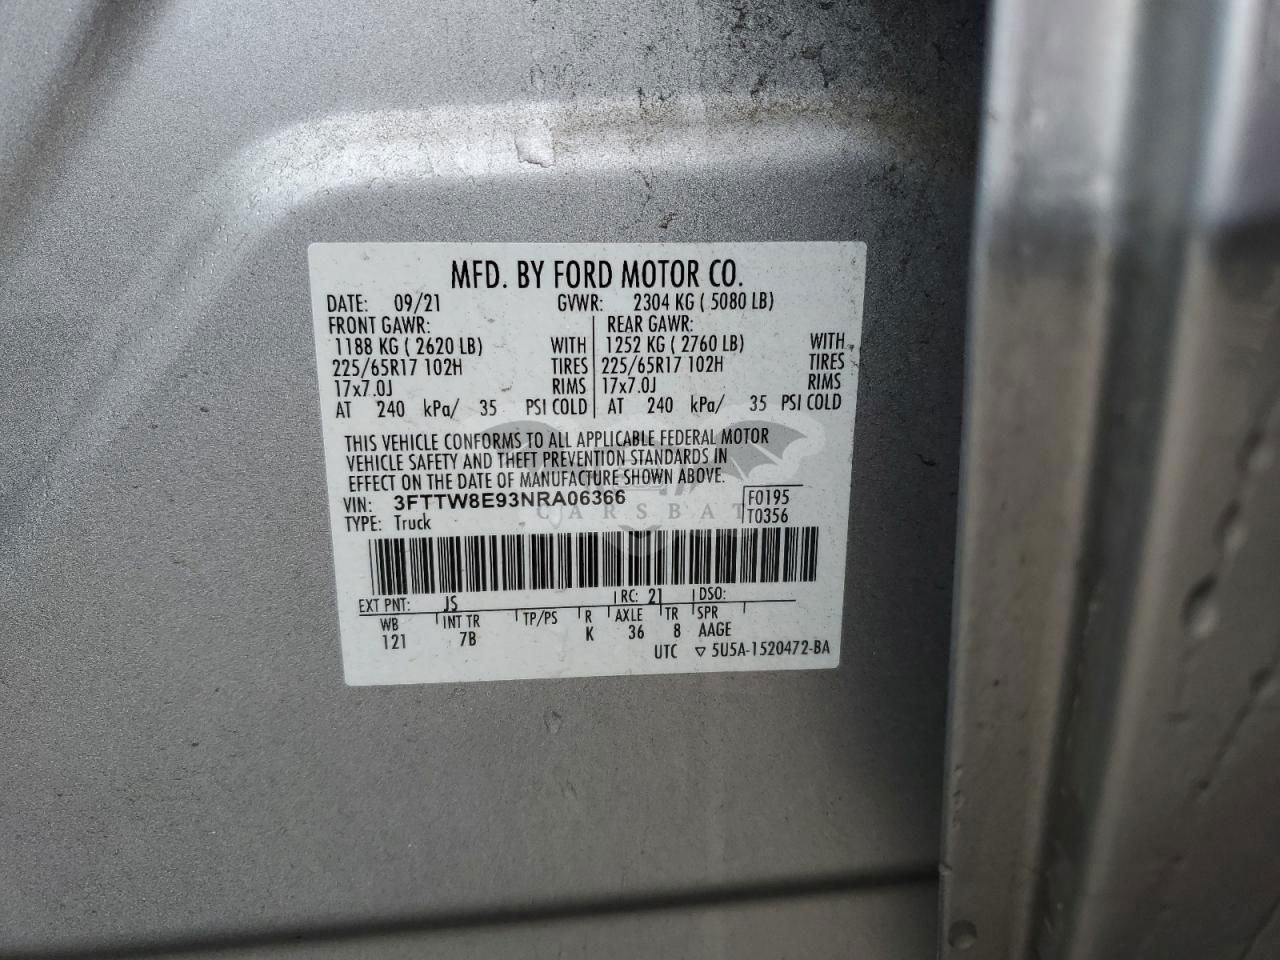 MFD. BY FORD MOTOR CO.
DATE: 09/21 GVWR: 2304 KG ( 5080 LB)
FRONT GAWR: REAR GAWR:
1188 KG ( 2620 LB) WITH 1252 KG ( 2760 LB) WITH
225/65R17 102H TIRES 225/65R17 102H TIRES
17x7.0J RIMS 17x7.0J RIMS
AT 240 kPa/ 35 PSI COLD AT 240 kPa/ 35 PSI COLD
THIS VEHICLE CONFORMS TO ALL APPLICABLE FEDERAL MOTOR
VEHICLE SAFETY AND THEFT PREVENTION STANDARDS IN
EFFECT ON THE DATE OF MANUFACTURE SHOWN ABOVE.
VIN: 3FTTW8E93NRA06366 F0195
TYPE: Truck T0356
CARSBAT
EXT PNT: JS RC: 21 DSO:
WB INT TR TP/PS R AXLE TR SPR
121 7B K 36 8 AAGE
UTC ▽ 5U5A-1520472-BA